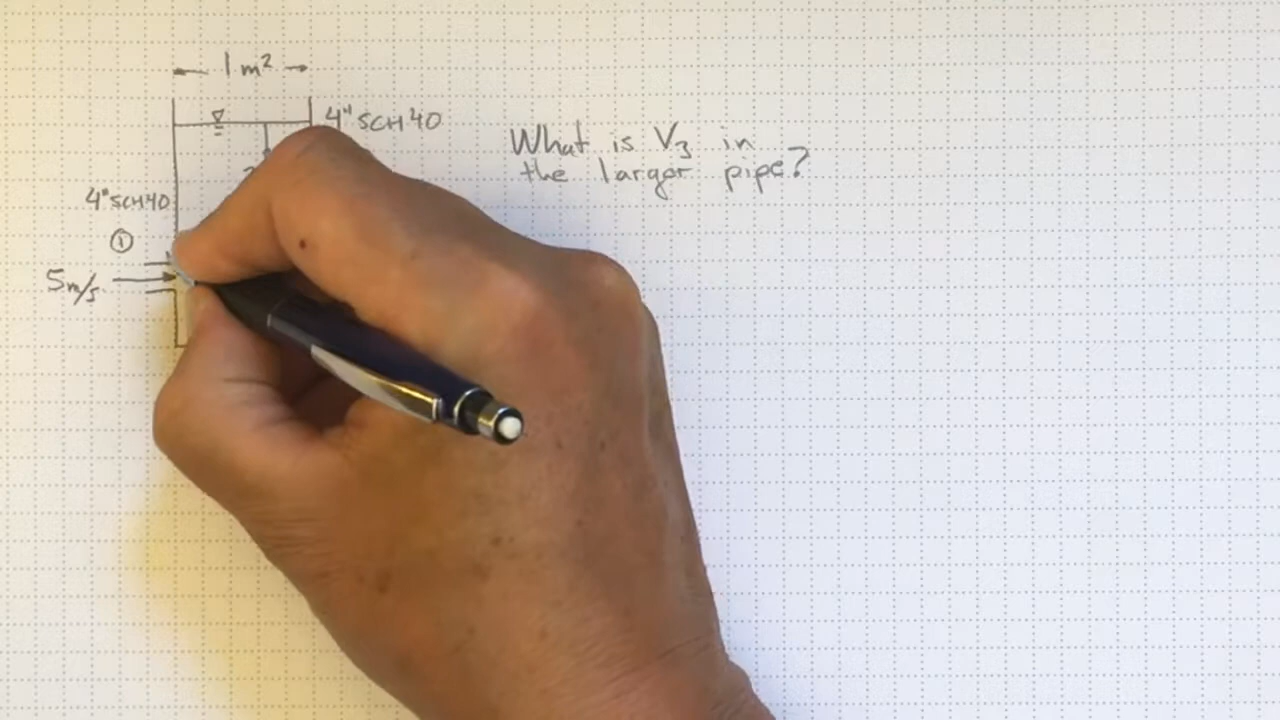 1 m²
4" SCH 40
What is V₃ in
the larger pipe?
4" SCH 40
①
5 m/s